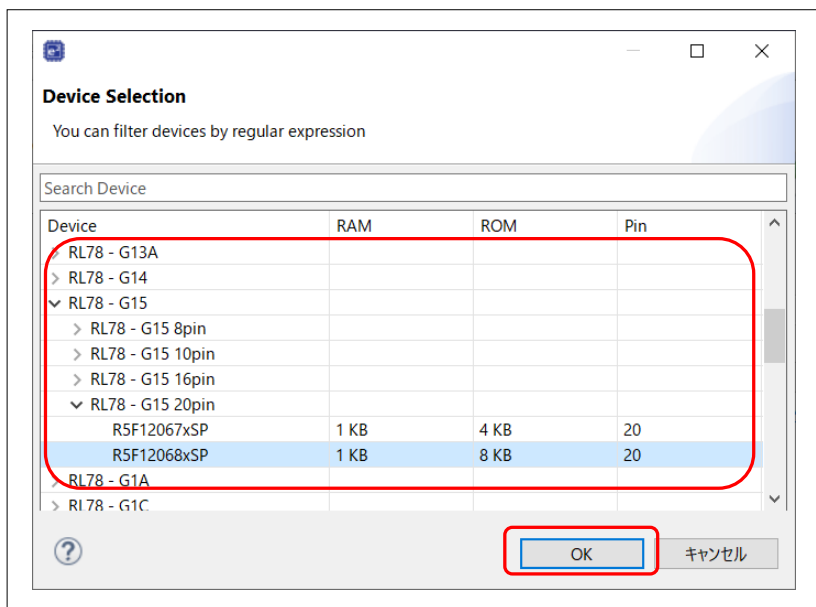 Device Selection
You can filter devices by regular expression
Search Device
Device RAM ROM Pin
RL78 - G13A
RL78 - G14
RL78 - G15
RL78 - G15 8pin
RL78 - G15 10pin
RL78 - G15 16pin
RL78 - G15 20pin
R5F12067xSP 1 KB 4 KB 20
R5F12068xSP 1 KB 8 KB 20
RL78 - G1A
RL78 - G1C
? OK キャンセル